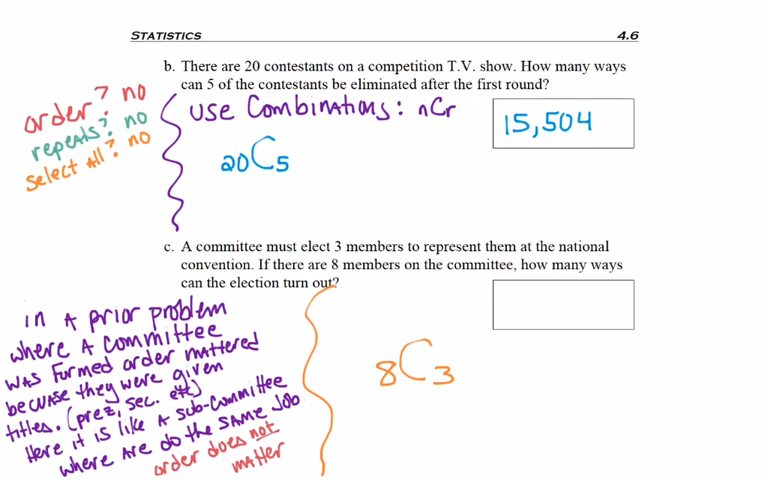 STATISTICS 4.6
b. There are 20 contestants on a competition T.V. show. How many ways
can 5 of the contestants be eliminated after the first round?
order? no
repeats? no
select All? no
Use Combinations: nCr
15,504
20C5
c. A committee must elect 3 members to represent them at the national
convention. If there are 8 members on the committee, how many ways
can the election turn out?
in A prior problem
where A committee
was formed order mattered
because they were given
titles. (prez, sec. etc)
Here it is like A sub-committee
where are do the SAME Job
order does not
matter
8C3